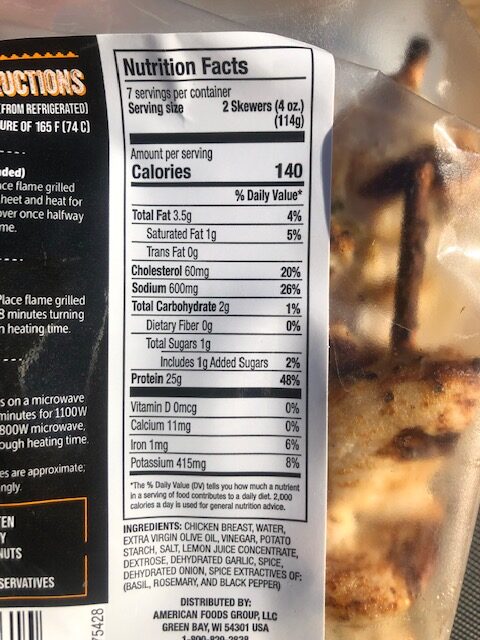 UCTIONS
(FROM REFRIGERATED)
URE OF 165 F (74 C)
ded)
ace flame grilled
heet and heat for
over once halfway
me.
Place flame grilled
8 minutes turning
heating time.
s on a microwave
minutes for 1100W
800W microwave,
ough heating time.
es are approximate;
ngly.
TEN
Y
NUTS
SERVATIVES
Nutrition Facts
7 servings per container
Serving size 2 Skewers (4 oz.)
(114g)
Amount per serving
Calories 140
% Daily Value*
Total Fat 3.5g 4%
Saturated Fat 1g 5%
Trans Fat 0g
Cholesterol 60mg 20%
Sodium 600mg 26%
Total Carbohydrate 2g 1%
Dietary Fiber 0g 0%
Total Sugars 1g
Includes 1g Added Sugars 2%
Protein 25g 48%
Vitamin D 0mcg 0%
Calcium 11mg 0%
Iron 1mg 6%
Potassium 415mg 8%
*The % Daily Value (DV) tells you how much a nutrient
in a serving of food contributes to a daily diet. 2,000
calories a day is used for general nutrition advice.
INGREDIENTS: CHICKEN BREAST, WATER,
EXTRA VIRGIN OLIVE OIL, VINEGAR, POTATO
STARCH, SALT, LEMON JUICE CONCENTRATE,
DEXTROSE, DEHYDRATED GARLIC, SPICE,
DEHYDRATED ONION, SPICE EXTRACTIVES OF:
(BASIL, ROSEMARY, AND BLACK PEPPER)
DISTRIBUTED BY:
AMERICAN FOODS GROUP, LLC
GREEN BAY, WI 54301 USA
1-800-829-2838
75428